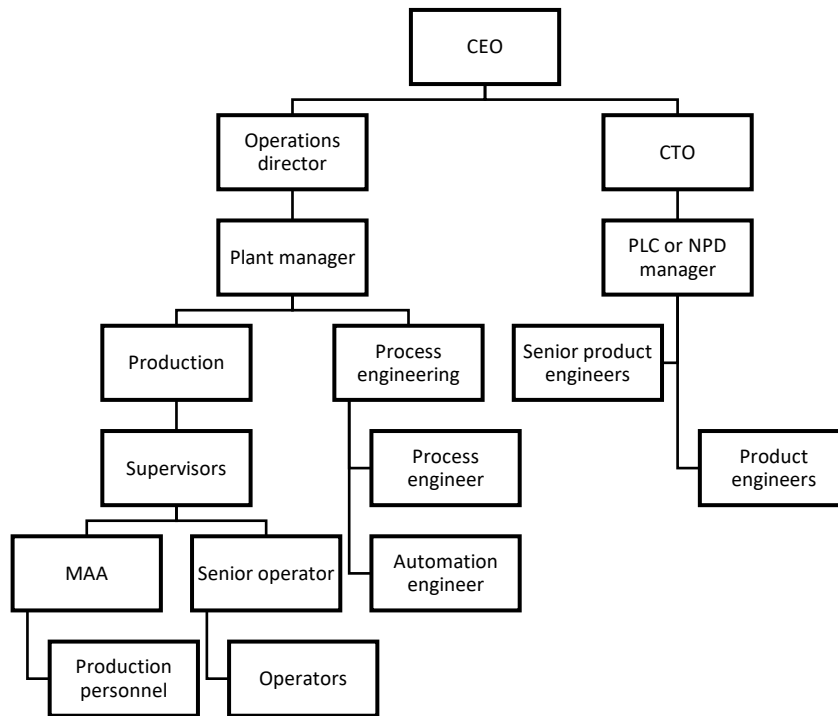 CEO
Operations
director
CTO
Plant manager
PLC or NPD
manager
Production
Process
engineering
Senior product
engineers
Supervisors
Process
engineer
Product
engineers
MAA
Senior operator
Automation
engineer
Production
personnel
Operators